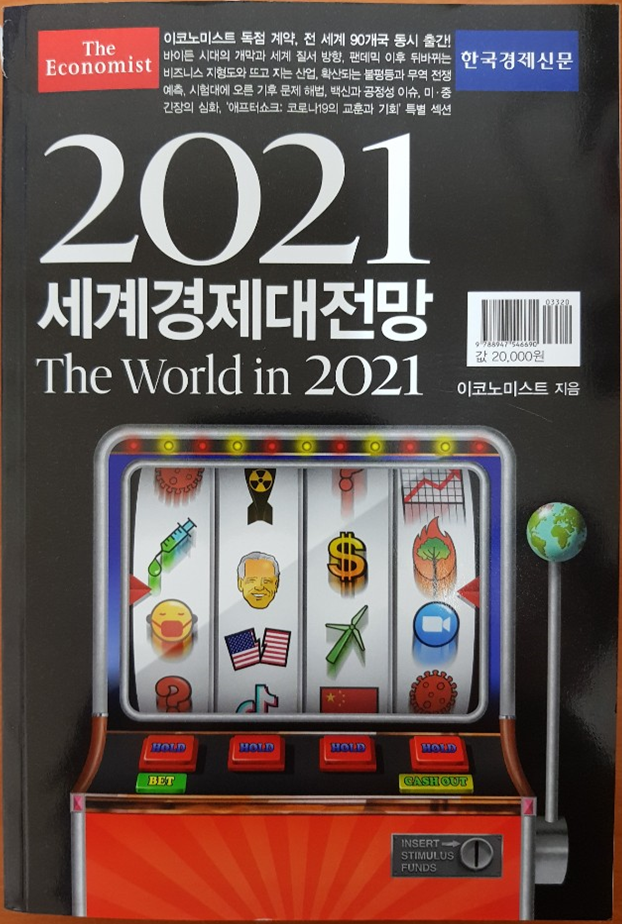 The
Economist
이코노미스트 독점 계약, 전 세계 90개국 동시 출간!
바이든 시대의 개막과 세계 질서 방향, 팬데믹 이후 뒤바뀌는
비즈니스 지형도와 뜨고 지는 산업, 확산되는 불평등과 무역 전쟁
예측, 시험대에 오른 기후 문제 해법, 백신과 공정성 이슈, 미·중
긴장의 심화, '애프터쇼크: 코로나19의 교훈과 기회' 특별 섹션
한국경제신문
2021
세계경제대전망
The World in 2021
03320
9 788947 546690
값 20,000원
이코노미스트 지음
$
?
HOLD
HOLD
HOLD
HOLD
BET
CASH OUT
INSERT
STIMULUS
FUNDS